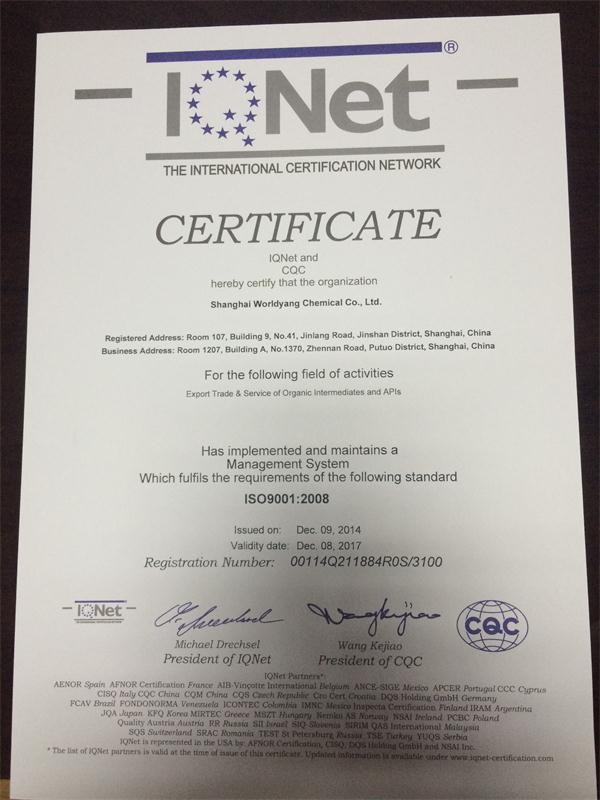 IQNet®
THE INTERNATIONAL CERTIFICATION NETWORK
CERTIFICATE
IQNet and
CQC
hereby certify that the organization
Shanghai Worldyang Chemical Co., Ltd.
Registered Address: Room 107, Building 9, No.41, Jinlang Road, Jinshan District, Shanghai, China
Business Address: Room 1207, Building A, No.1370, Zhennan Road, Putuo District, Shanghai, China
For the following field of activities
Export Trade & Service of Organic Intermediates and APIs
Has implemented and maintains a
Management System
Which fulfils the requirements of the following standard
ISO9001:2008
Issued on: Dec. 09, 2014
Validity date: Dec. 08, 2017
Registration Number: 00114Q211884R0S/3100
IQNet
THE INTERNATIONAL CERTIFICATION NETWORK
CQC
Michael Drechsel
President of IQNet
Wang Kejiao
President of CQC
IQNet Partners*:
AENOR Spain AFNOR Certification France AIB-Vinçotte International Belgium ANCE-SIGE Mexico APCER Portugal CCC Cyprus
CISQ Italy CQC China CQM China CQS Czech Republic Cro Cert Croatia DQS Holding GmbH Germany
FCAV Brazil FONDONORMA Venezuela ICONTEC Colombia IMNC Mexico Inspecta Certification Finland IRAM Argentina
JQA Japan KFQ Korea MIRTEC Greece MSZT Hungary Nemko AS Norway NSAI Ireland PCBC Poland
Quality Austria Austria RR Russia SII Israel SIQ Slovenia SIRIM QAS International Malaysia
SQS Switzerland SRAC Romania TEST St Petersburg Russia TSE Turkey YUQS Serbia
IQNet is represented in the USA by: AFNOR Certification, CISQ, DQS Holding GmbH and NSAI Inc.
* The list of IQNet partners is valid at the time of issue of this certificate. Updated information is available under www.iqnet-certification.com